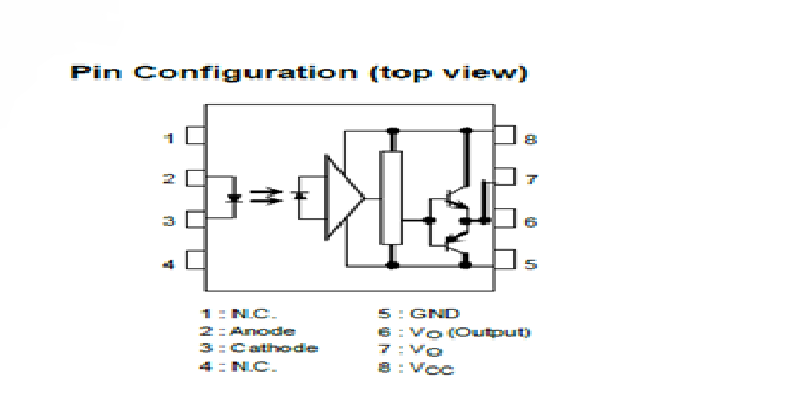 Pin Configuration (top view)
1 8
2 7
3 6
4 5
1 : N.C.
2 : Anode
3 : Cathode
4 : N.C.
5 : GND
6 : VO (Output)
7 : VO
8 : VCC